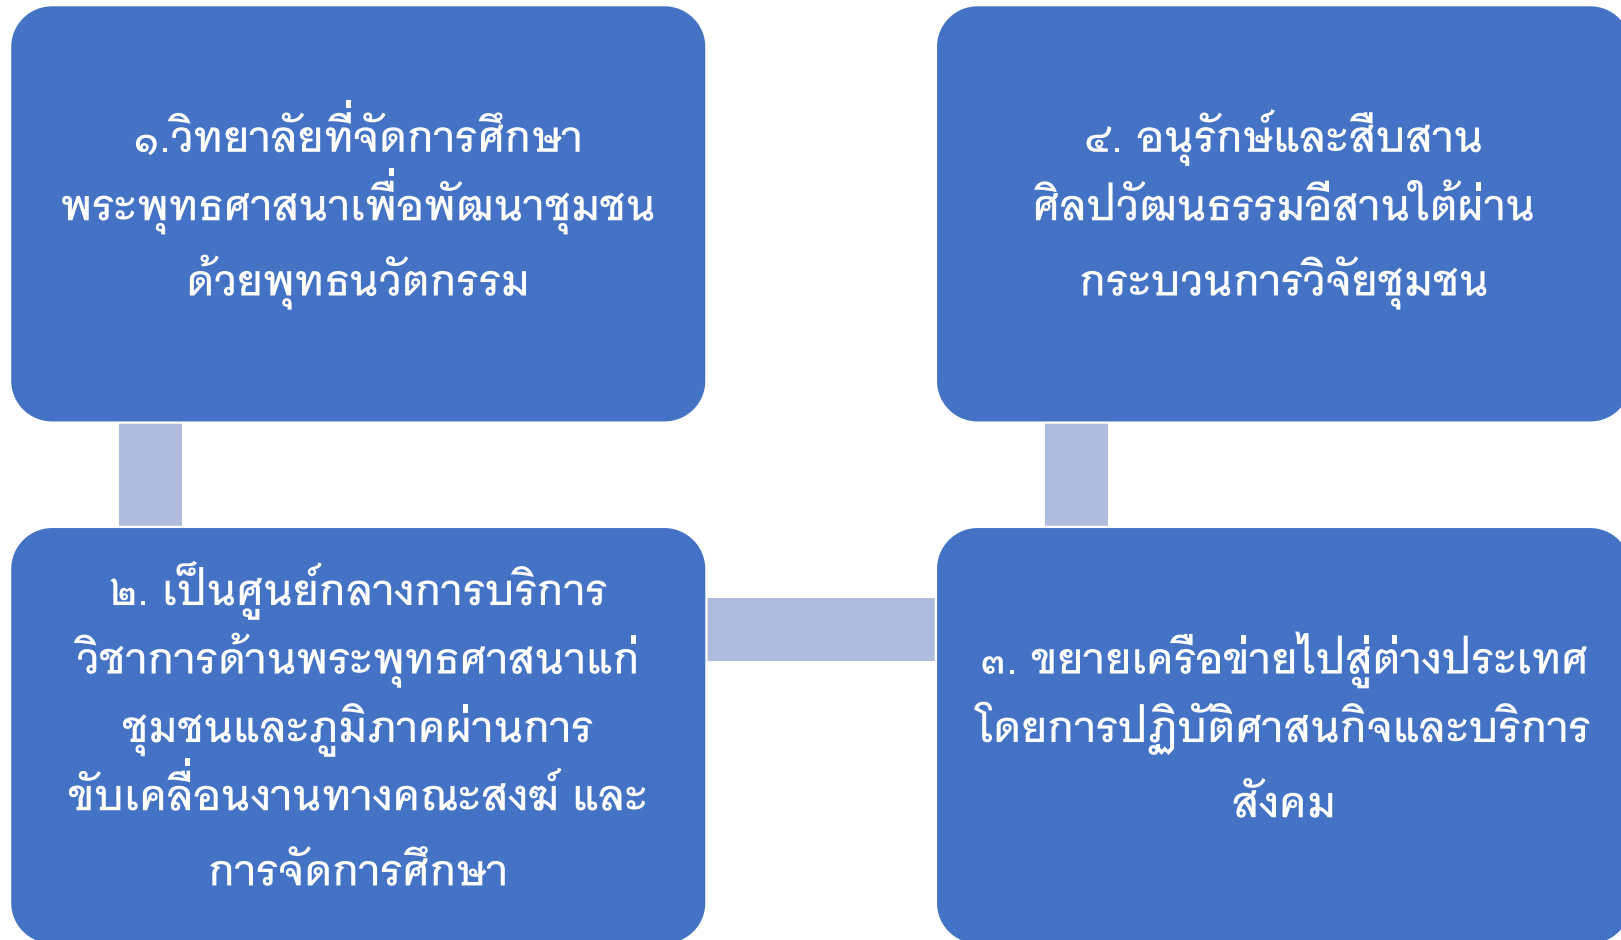 ๑.วิทยาลัยที่จัดการศึกษา
พระพุทธศาสนาเพื่อพัฒนาชุมชน
ด้วยพุทธนวัตกรรม
๒. เป็นศูนย์กลางการบริการ
วิชาการด้านพระพุทธศาสนาแก่
ชุมชนและภูมิภาคผ่านการ
ขับเคลื่อนงานทางคณะสงฆ์ และ
การจัดการศึกษา
๓. ขยายเครือข่ายไปสู่ต่างประเทศ
โดยการปฏิบัติศาสนกิจและบริการ
สังคม
๔. อนุรักษ์และสืบสาน
ศิลปวัฒนธรรมอีสานใต้ผ่าน
กระบวนการวิจัยชุมชน